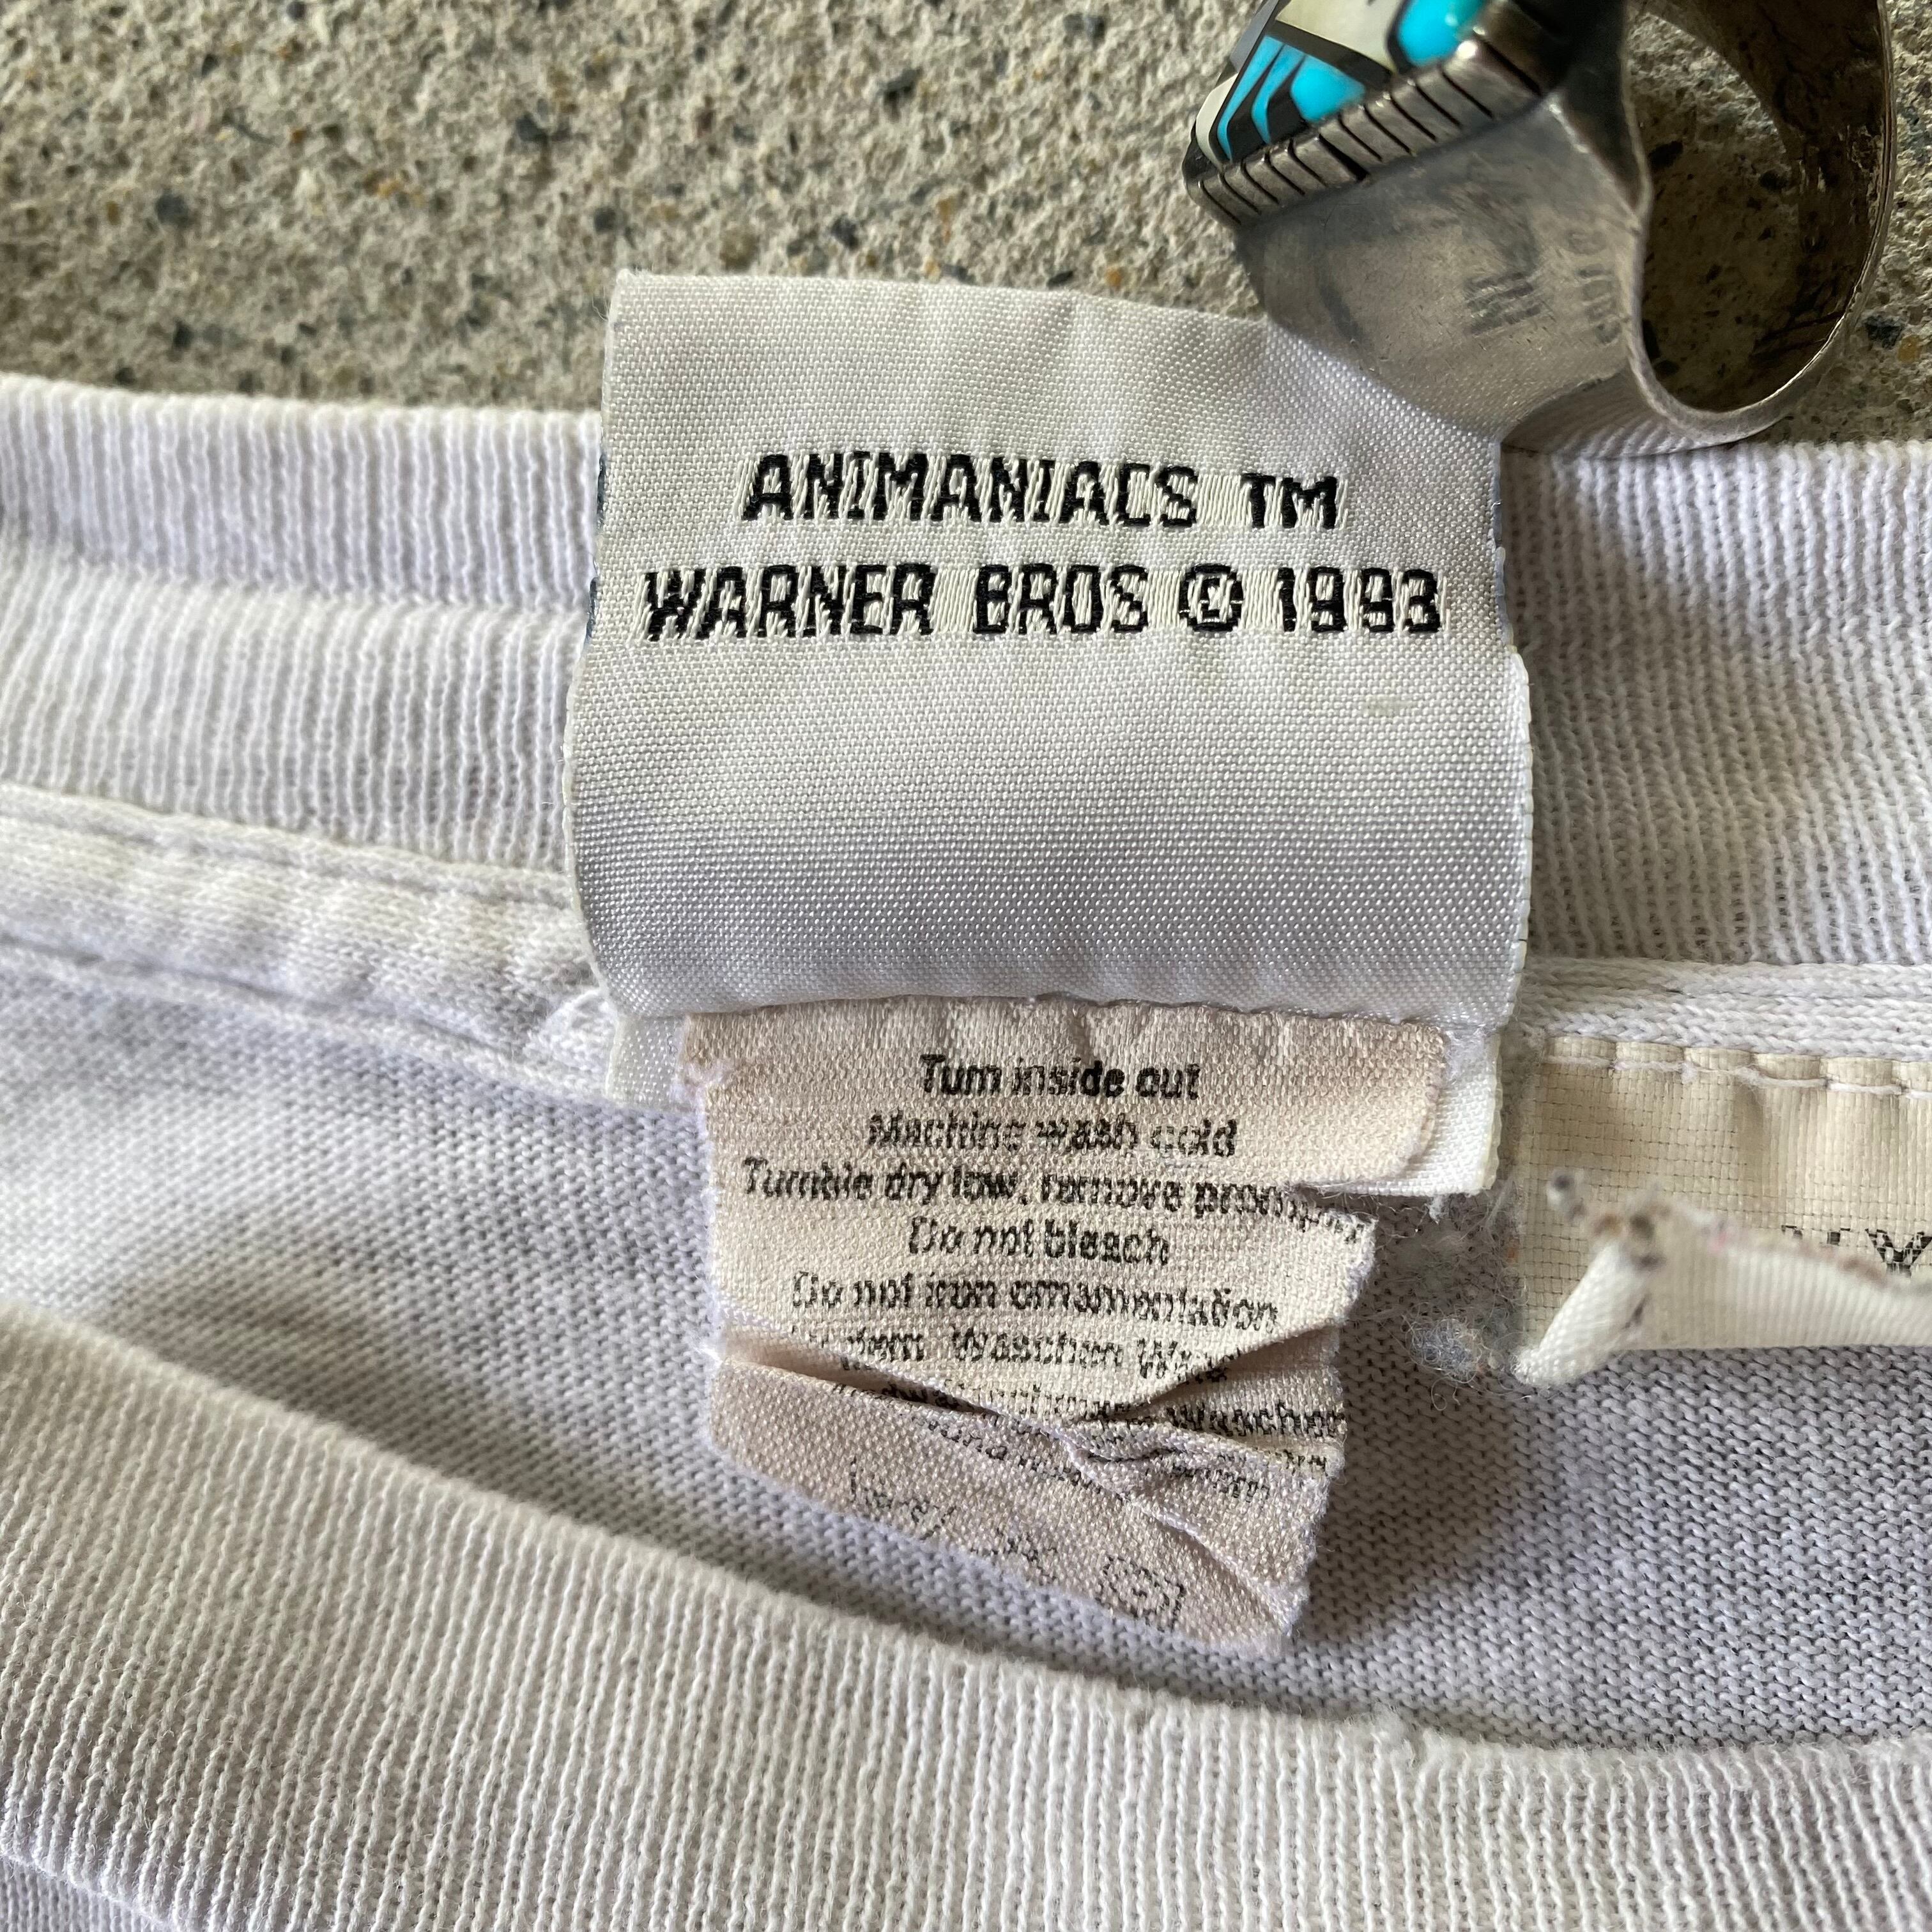 ANIMANIACS TM
WARNER BROS © 1993
Turn inside out
Machine wash cold
Tumble dry low, remove promptly
Do not bleach
Do not iron ornamentation
Waschen